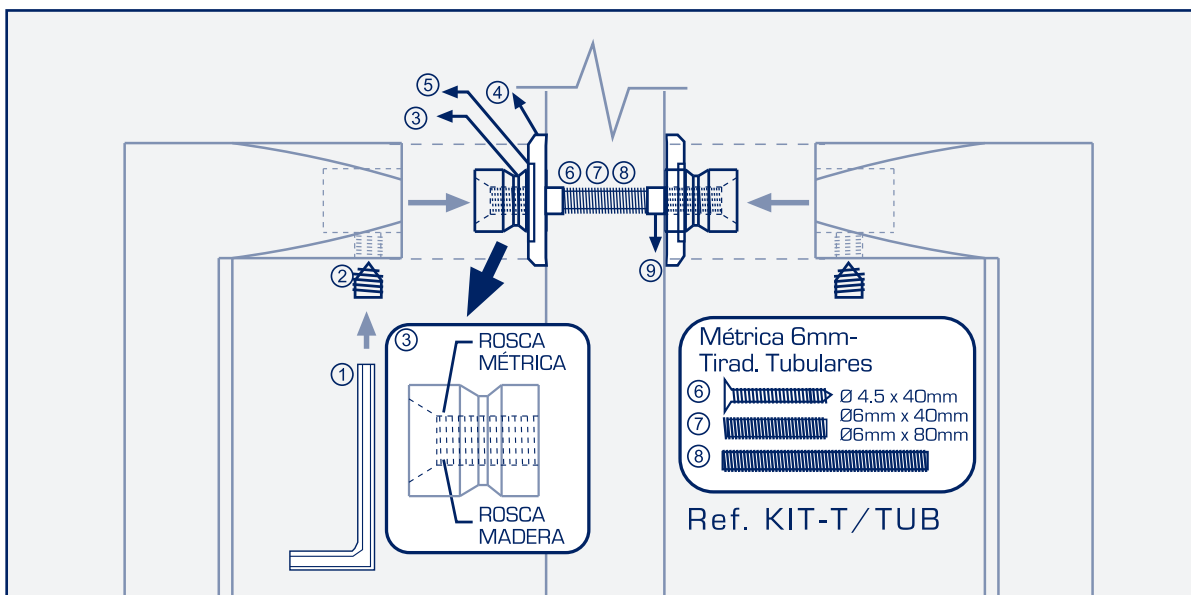 ⑤
④
③
⑥ ⑦ ⑧
②
⑨
①
③
ROSCA
MÉTRICA
ROSCA
MADERA
Métrica 6mm-
Tirad. Tubulares
⑥ Ø 4.5 x 40mm
⑦ Ø6mm x 40mm
Ø6mm x 80mm
⑧
Ref. KIT-T/TUB